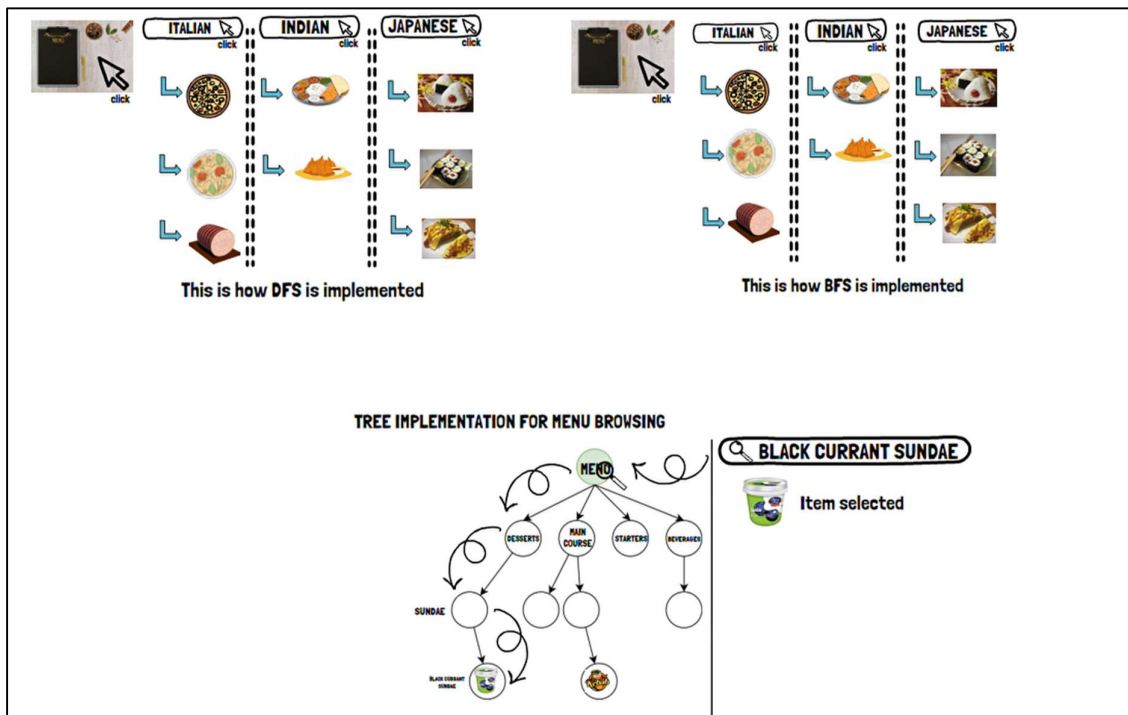 MENU
click
ITALIAN
click
INDIAN
click
JAPANESE
click
This is how DFS is implemented
MENU
click
ITALIAN
click
INDIAN
click
JAPANESE
click
This is how BFS is implemented
TREE IMPLEMENTATION FOR MENU BROWSING
MENU
DESSERTS
MAIN
COURSE
STARTERS
BEVERAGES
SUNDAE
BLACK CURRANT
SUNDAE
BLACK CURRANT SUNDAE
Item selected